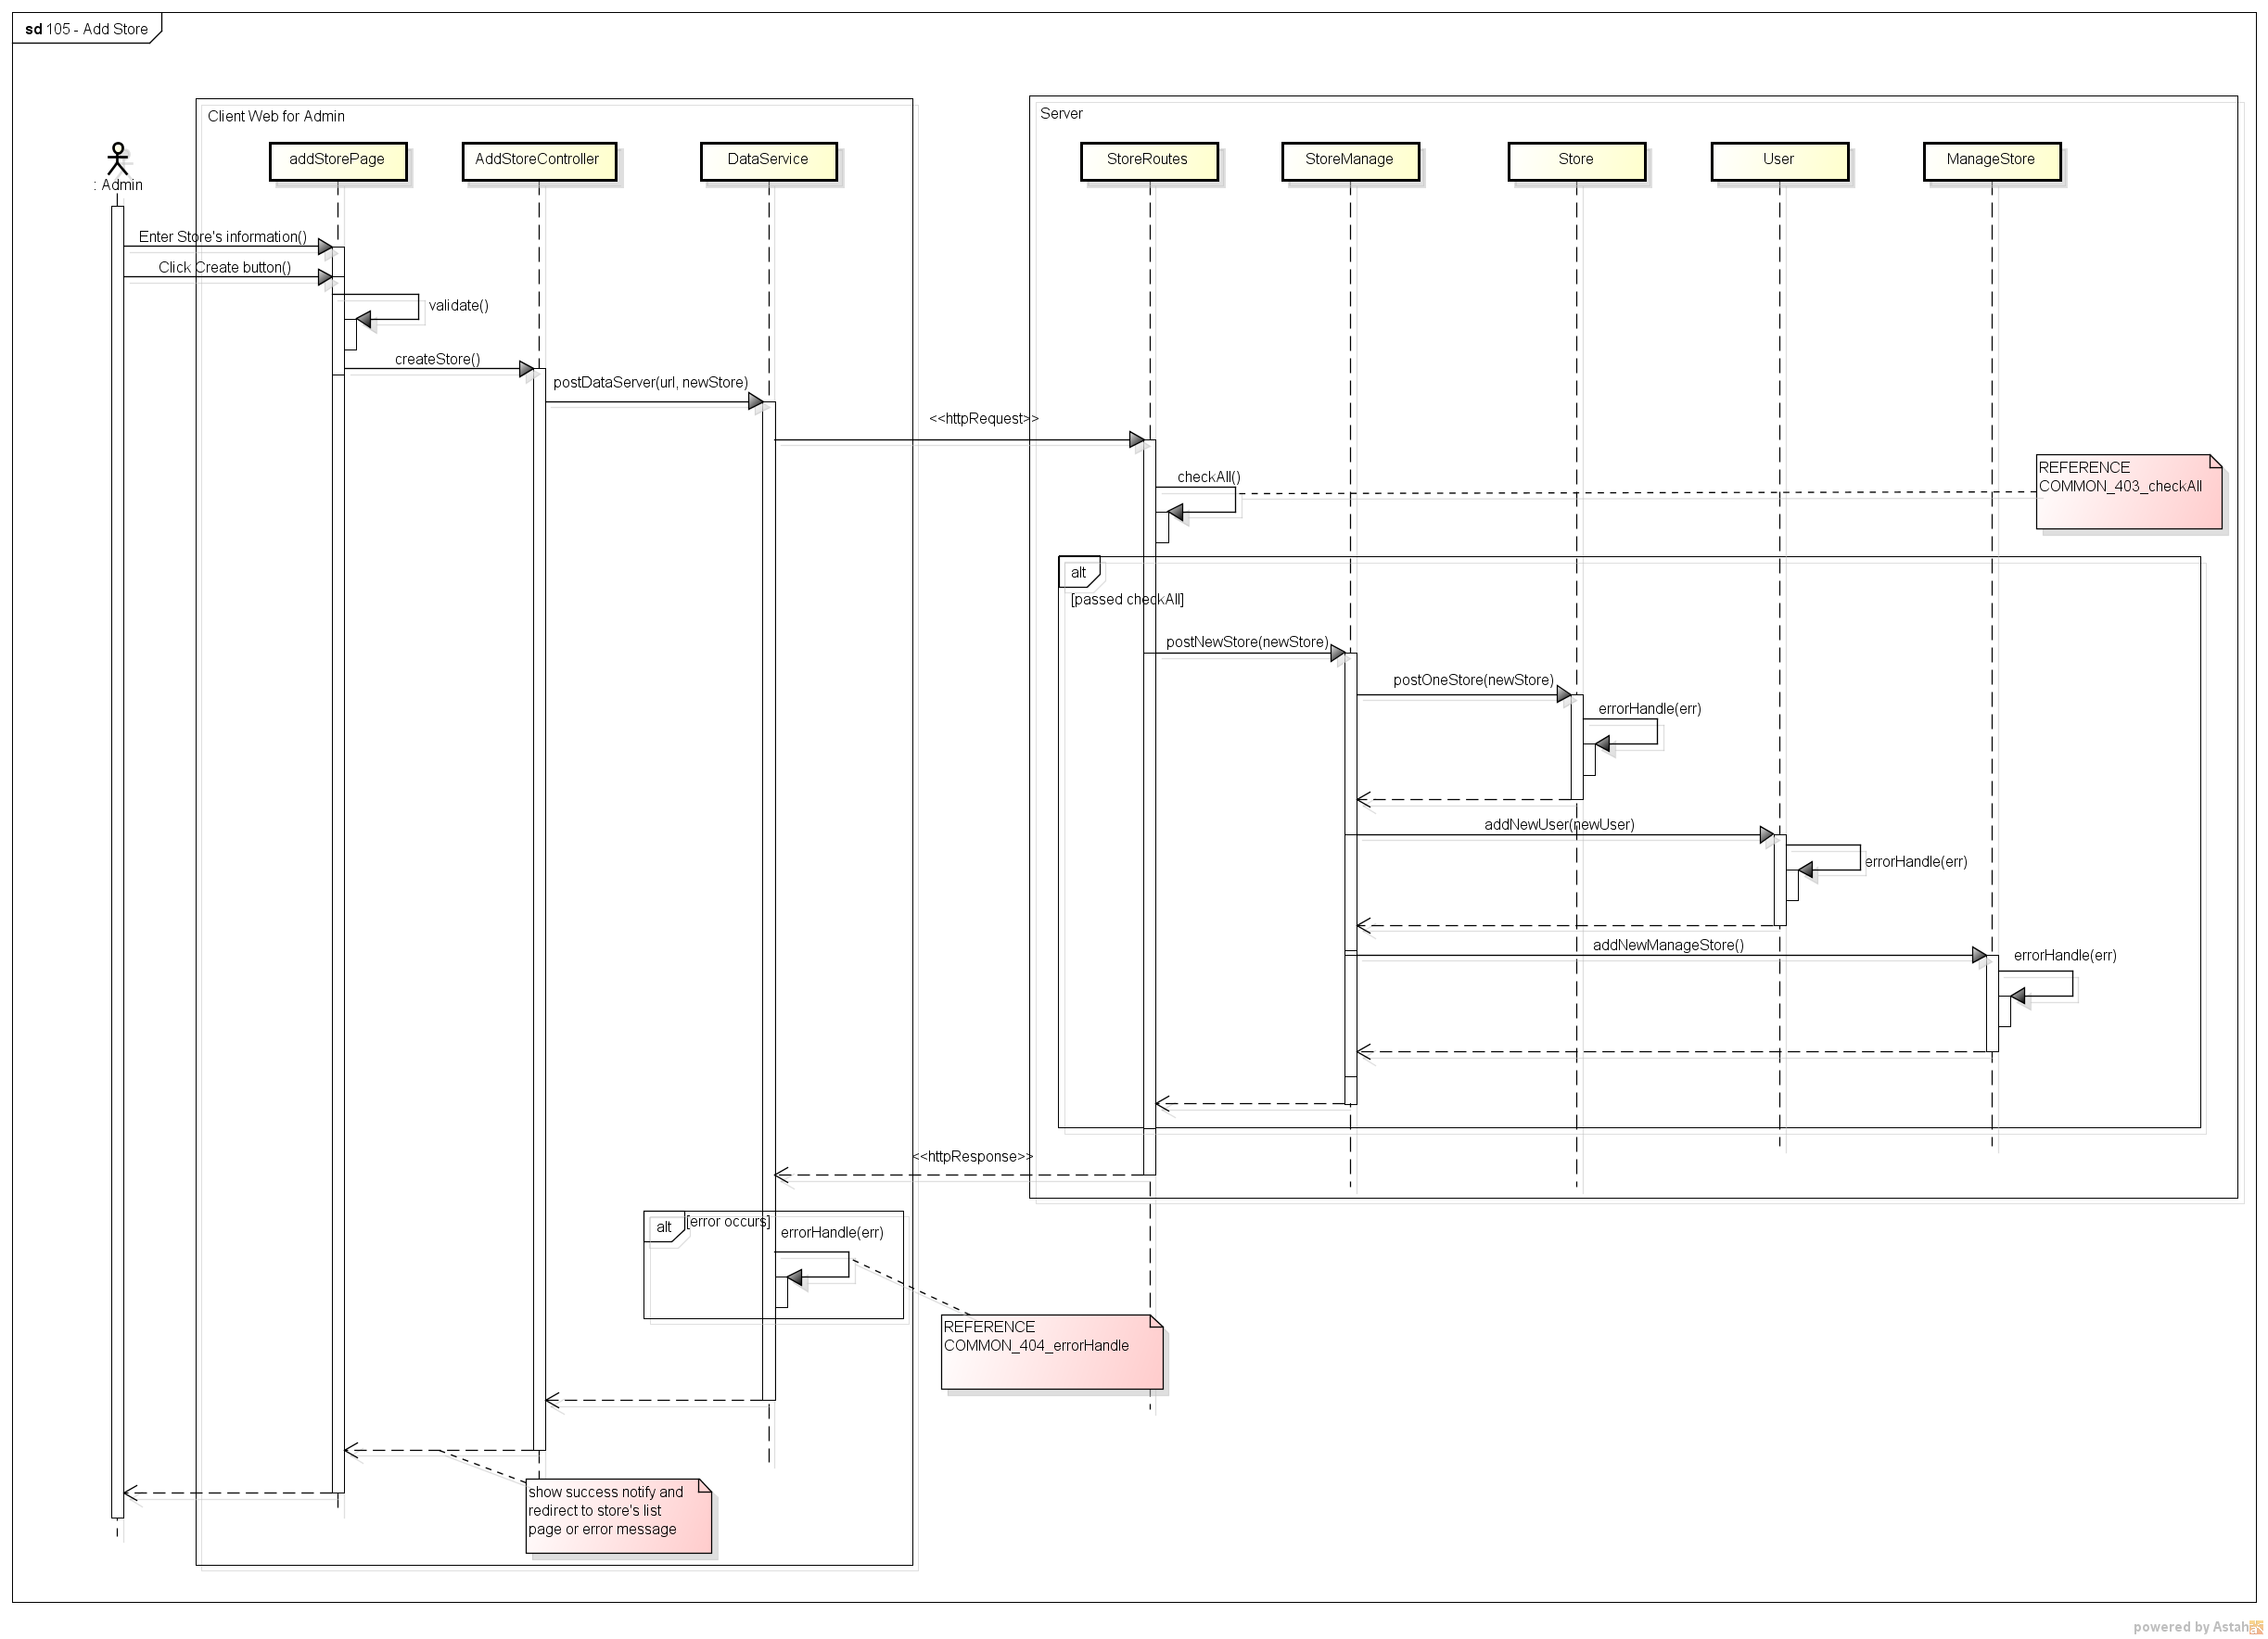 sd 105 - Add Store
Client Web for Admin
Server
: Admin
addStorePage
AddStoreController
DataService
StoreRoutes
StoreManage
Store
User
ManageStore
Enter Store's information()
Click Create button()
validate()
createStore()
postDataServer(url, newStore)
<<httpRequest>>
checkAll()
REFERENCE
COMMON_403_checkAll
alt
[passed checkAll]
postNewStore(newStore)
postOneStore(newStore)
errorHandle(err)
addNewUser(newUser)
errorHandle(err)
addNewManageStore()
errorHandle(err)
<<httpResponse>>
alt
[error occurs]
errorHandle(err)
REFERENCE
COMMON_404_errorHandle
show success notify and
redirect to store's list
page or error message
powered by Astah